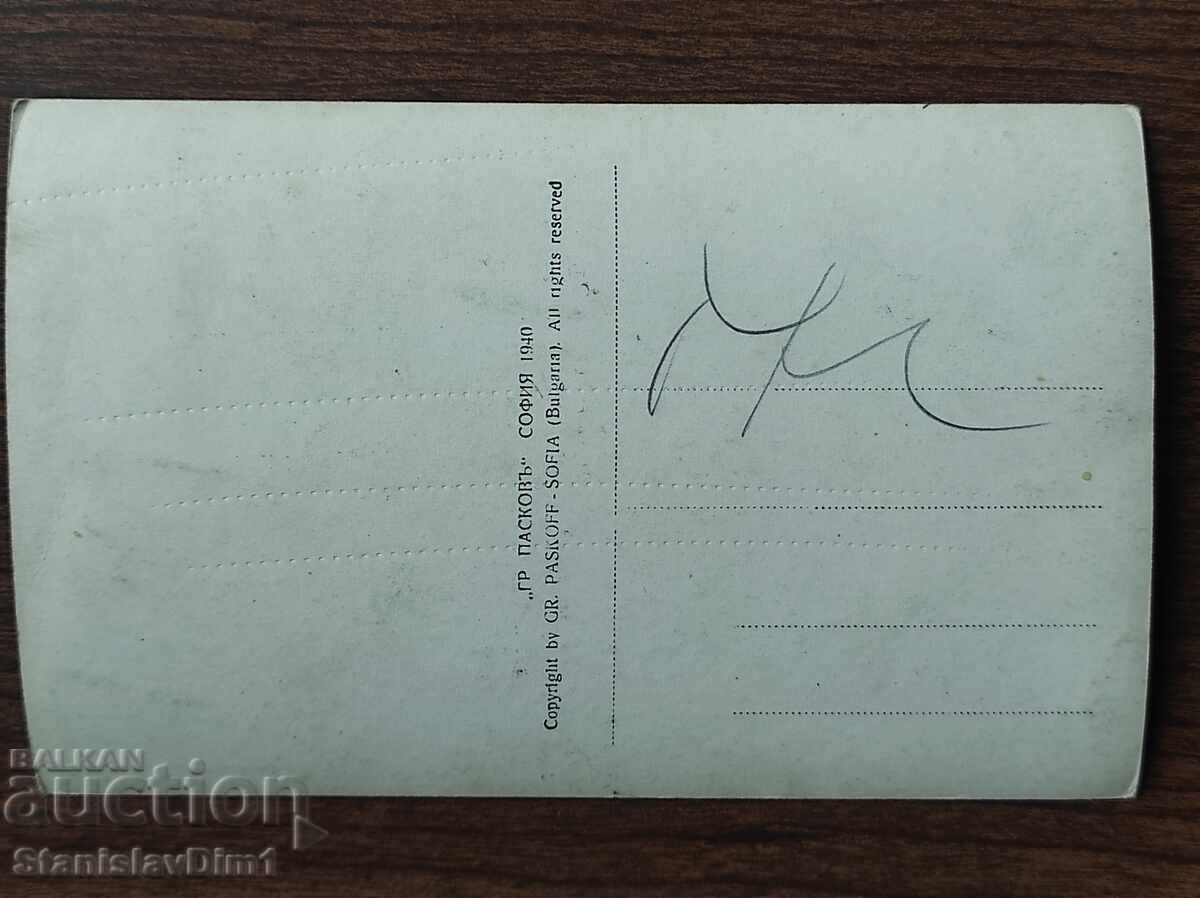 „ГР ПАСКОВЪ“ СОФИЯ 1940
Copyright by GR. PASKOFF - SOFIA (Bulgaria). All rights reserved
BALKAN
auction
StanislavDim1